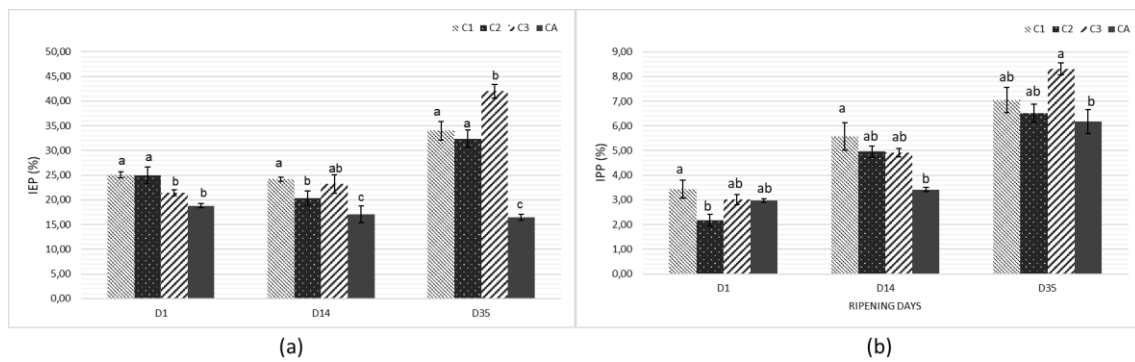 C1 C2 C3 CA
50,00
45,00
40,00
35,00
30,00
25,00
20,00
15,00
10,00
5,00
0,00
IEP (%)
a a b b
a b ab c
a a b c
D1 D14 D35
(a)
C1 C2 C3 CA
9,00
8,00
7,00
6,00
5,00
4,00
3,00
2,00
1,00
0,00
IPP (%)
a b ab ab
a ab ab b
ab ab a b
D1 D14 D35
RIPENING DAYS
(b)